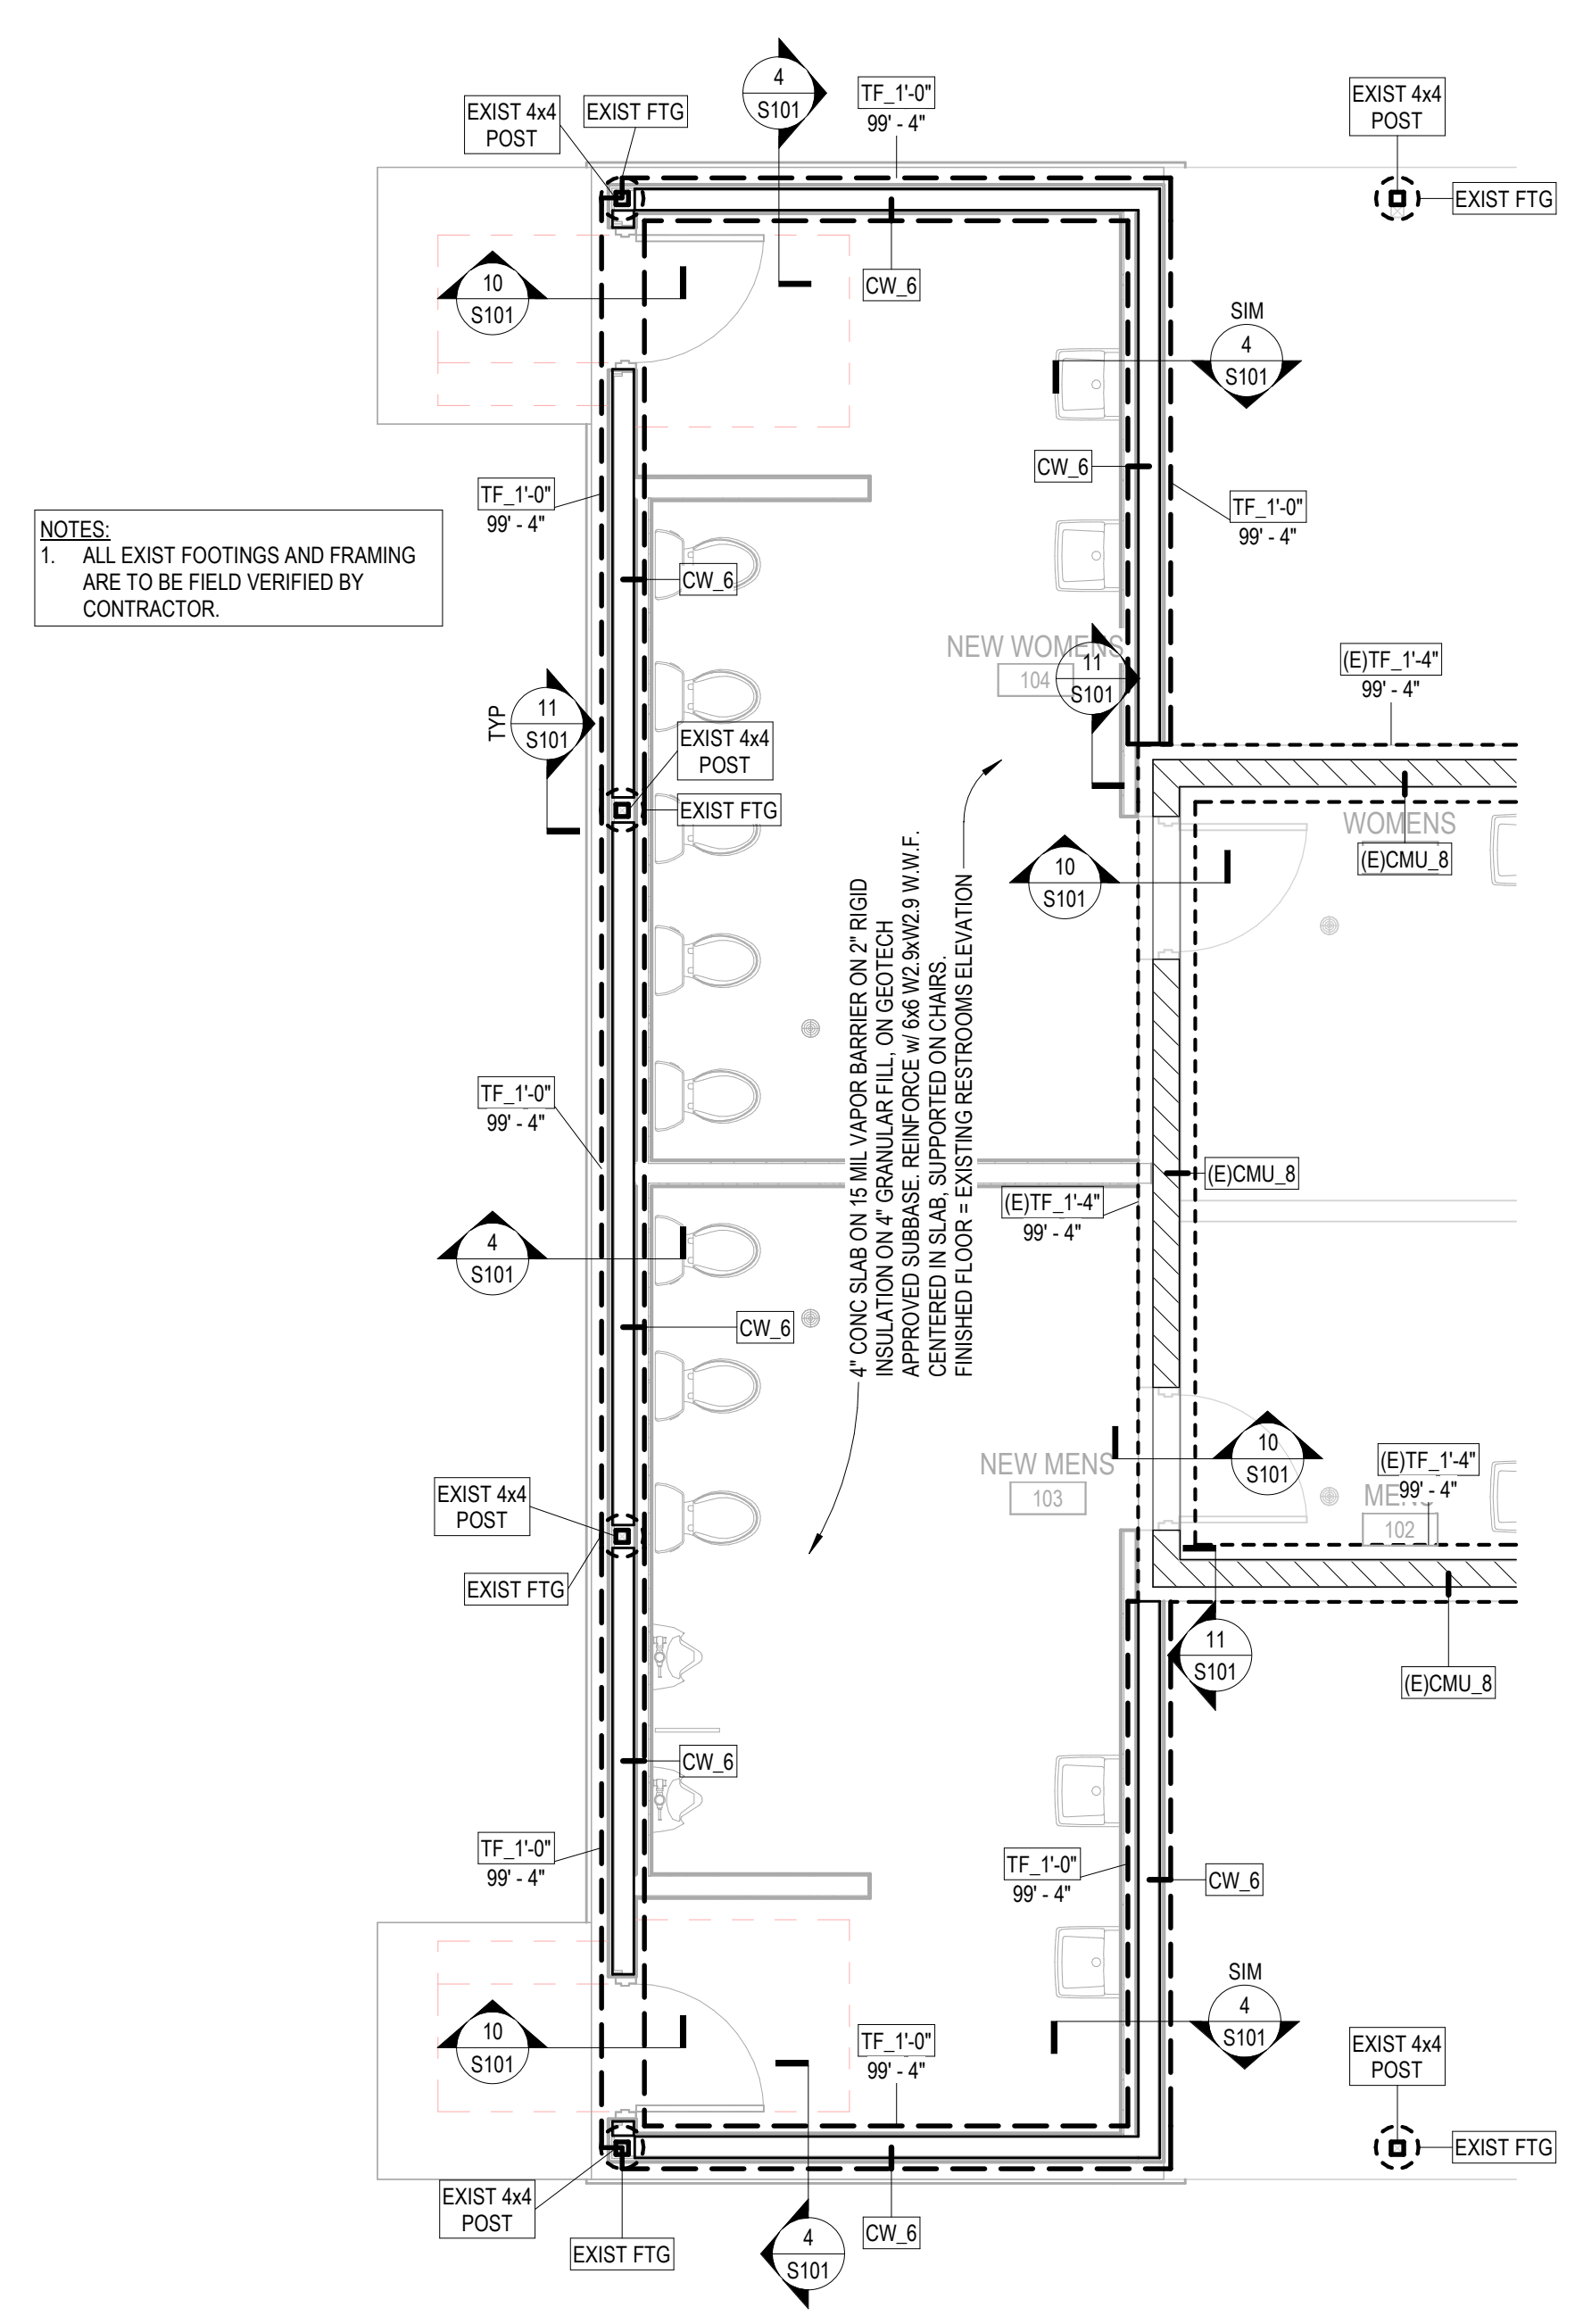 4
S101
TF_1'-0"
99' - 4"
EXIST 4x4
POST
EXIST FTG
EXIST 4x4
POST
EXIST FTG
10
S101
CW_6
SIM
4
S101
CW_6
TF_1'-0"
99' - 4"
TF_1'-0"
99' - 4"
NOTES:
1. ALL EXIST FOOTINGS AND FRAMING
ARE TO BE FIELD VERIFIED BY
CONTRACTOR.
CW_6
NEW WOMENS
104
11
S101
(E)TF_1'-4"
99' - 4"
TYP
11
S101
EXIST 4x4
POST
EXIST FTG
WOMENS
(E)CMU_8
10
S101
4" CONC SLAB ON 15 MIL VAPOR BARRIER ON 2" RIGID
INSULATION ON 4" GRANULAR FILL, ON GEOTECH
APPROVED SUBBASE. REINFORCE w/ 6x6 W2.9xW2.9 W.W.F.
CENTERED IN SLAB, SUPPORTED ON CHAIRS.
FINISHED FLOOR = EXISTING RESTROOMS ELEVATION
TF_1'-0"
99' - 4"
(E)CMU_8
(E)TF_1'-4"
99' - 4"
4
S101
CW_6
NEW MENS
103
10
S101
(E)TF_1'-4"
99' - 4"
MENS
102
EXIST 4x4
POST
EXIST FTG
11
S101
(E)CMU_8
CW_6
TF_1'-0"
99' - 4"
TF_1'-0"
99' - 4"
CW_6
SIM
4
S101
10
S101
TF_1'-0"
99' - 4"
EXIST 4x4
POST
EXIST FTG
EXIST 4x4
POST
EXIST FTG
4
S101
CW_6